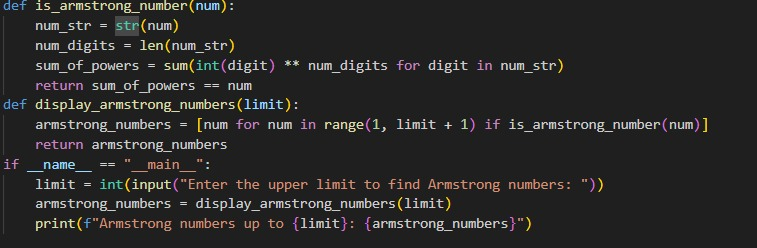 def is_armstrong_number(num):
    num_str = str(num)
    num_digits = len(num_str)
    sum_of_powers = sum(int(digit) ** num_digits for digit in num_str)
    return sum_of_powers == num
def display_armstrong_numbers(limit):
    armstrong_numbers = [num for num in range(1, limit + 1) if is_armstrong_number(num)]
    return armstrong_numbers
if __name__ == "__main__":
    limit = int(input("Enter the upper limit to find Armstrong numbers: "))
    armstrong_numbers = display_armstrong_numbers(limit)
    print(f"Armstrong numbers up to {limit}: {armstrong_numbers}")